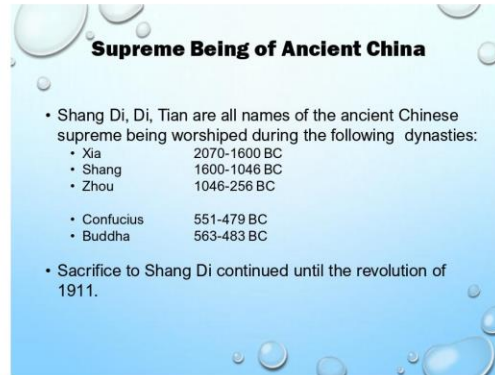 Supreme Being of Ancient China
• Shang Di, Di, Tian are all names of the ancient Chinese
supreme being worshiped during the following dynasties:
• Xia 2070-1600 BC
• Shang 1600-1046 BC
• Zhou 1046-256 BC
• Confucius 551-479 BC
• Buddha 563-483 BC
• Sacrifice to Shang Di continued until the revolution of
1911.